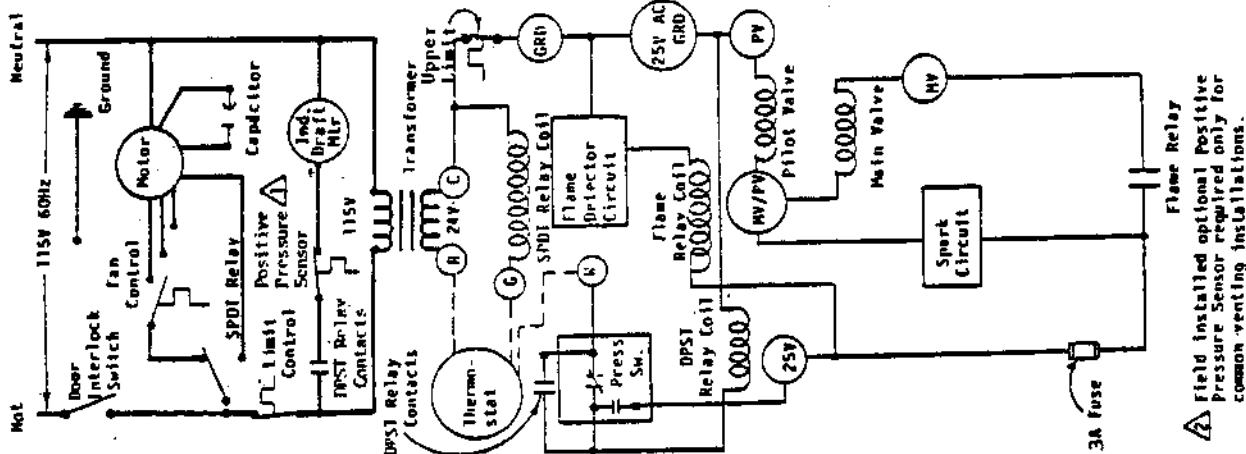 Hot
Neutral
115V 60Hz
Door
Interlock
Switch
Ground
Fan
Control
Motor
Capacitor
SPDT Relay
Limit
Control
Positive
Pressure
Sensor
1
Ind.
Draft
Mtr
DPST Relay
Contacts
115V
Transformer
24V
R
C
Upper
Limit
G
SPDT Relay Coil
GRD
Thermo-
stat
DPST Relay
Contacts
W
Press
Sw.
Flame
Detector
Circuit
25V AC
GRD
Flame
Relay Coil
DPST
Relay Coil
25V
PV
Pilot Valve
MV/PV
Main Valve
MV
Spark
Circuit
3A Fuse
Flame Relay
2 Field installed optional Positive
Pressure Sensor required only for
common venting installations.